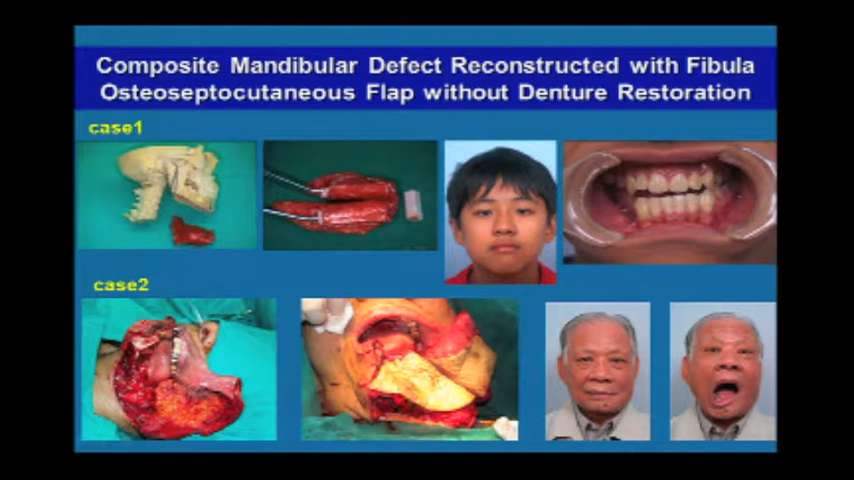 Composite Mandibular Defect Reconstructed with Fibula
Osteoseptocutaneous Flap without Denture Restoration
case1
case2